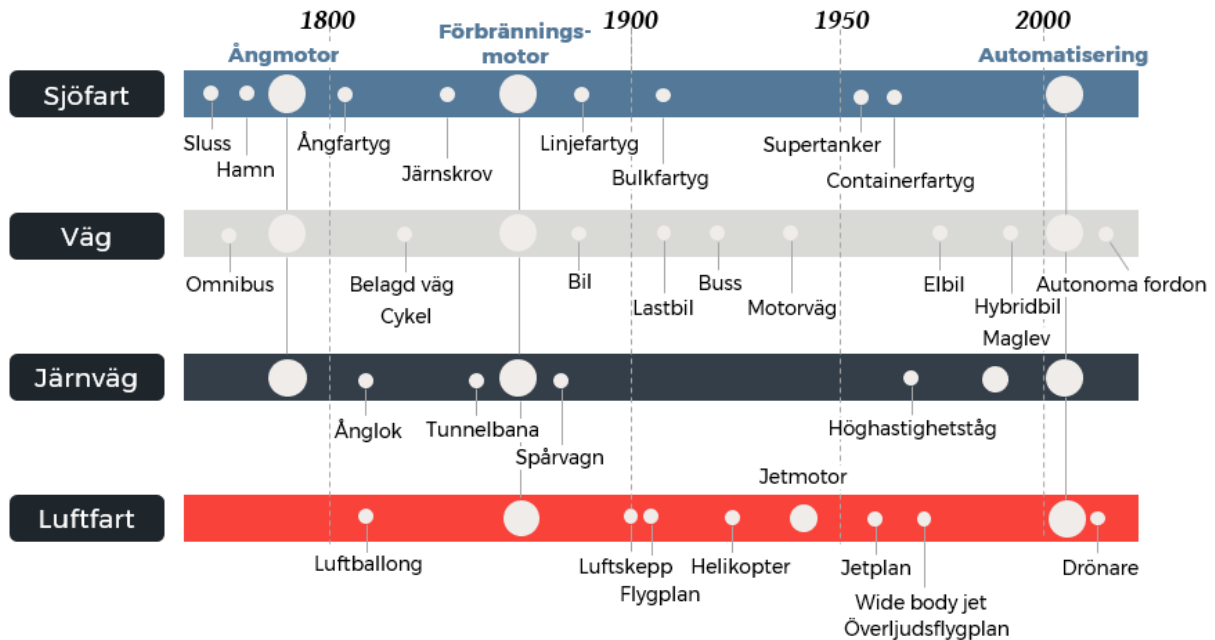 1800
1900
1950
2000
Ångmotor
Förbrännings-
motor
Automatisering
Sjöfart
Sluss
Hamn
Ångfartyg
Järnskrov
Linjefartyg
Bulkfartyg
Supertanker
Containerfartyg
Väg
Omnibus
Belagd väg
Cykel
Bil
Lastbil
Buss
Motorväg
Elbil
Hybridbil
Autonoma fordon
Maglev
Järnväg
Ånglok
Tunnelbana
Spårvagn
Höghastighetståg
Jetmotor
Luftfart
Luftballong
Luftskepp
Flygplan
Helikopter
Jetplan
Wide body jet
Överljudsflygplan
Drönare